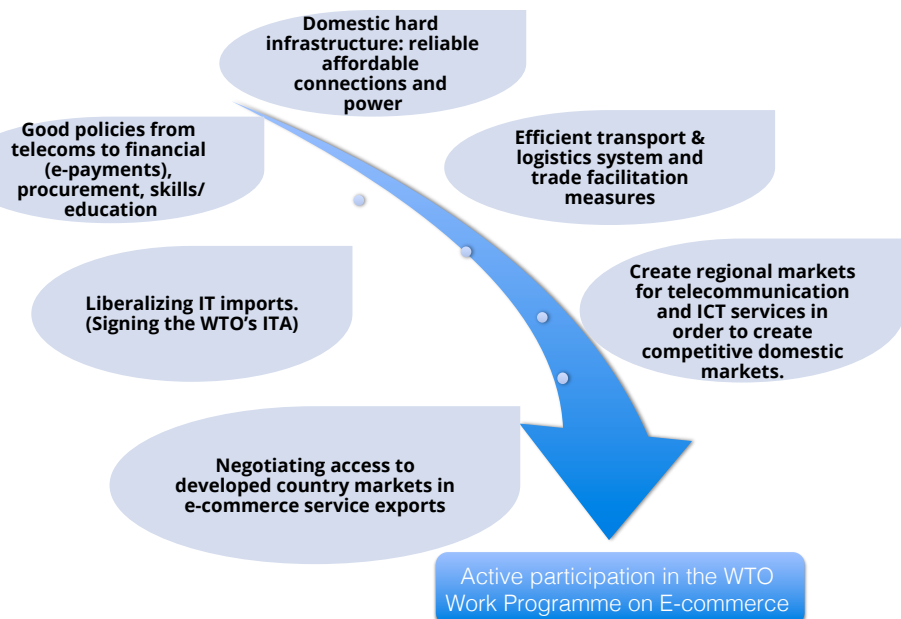 Domestic hard
infrastructure: reliable
affordable
connections and
power
Good policies from
telecoms to financial
(e-payments),
procurement, skills/
education
Efficient transport &
logistics system and
trade facilitation
measures
Liberalizing IT imports.
(Signing the WTO’s ITA)
Create regional markets
for telecommunication
and ICT services in
order to create
competitive domestic
markets.
Negotiating access to
developed country markets in
e-commerce service exports
Active participation in the WTO
Work Programme on E-commerce